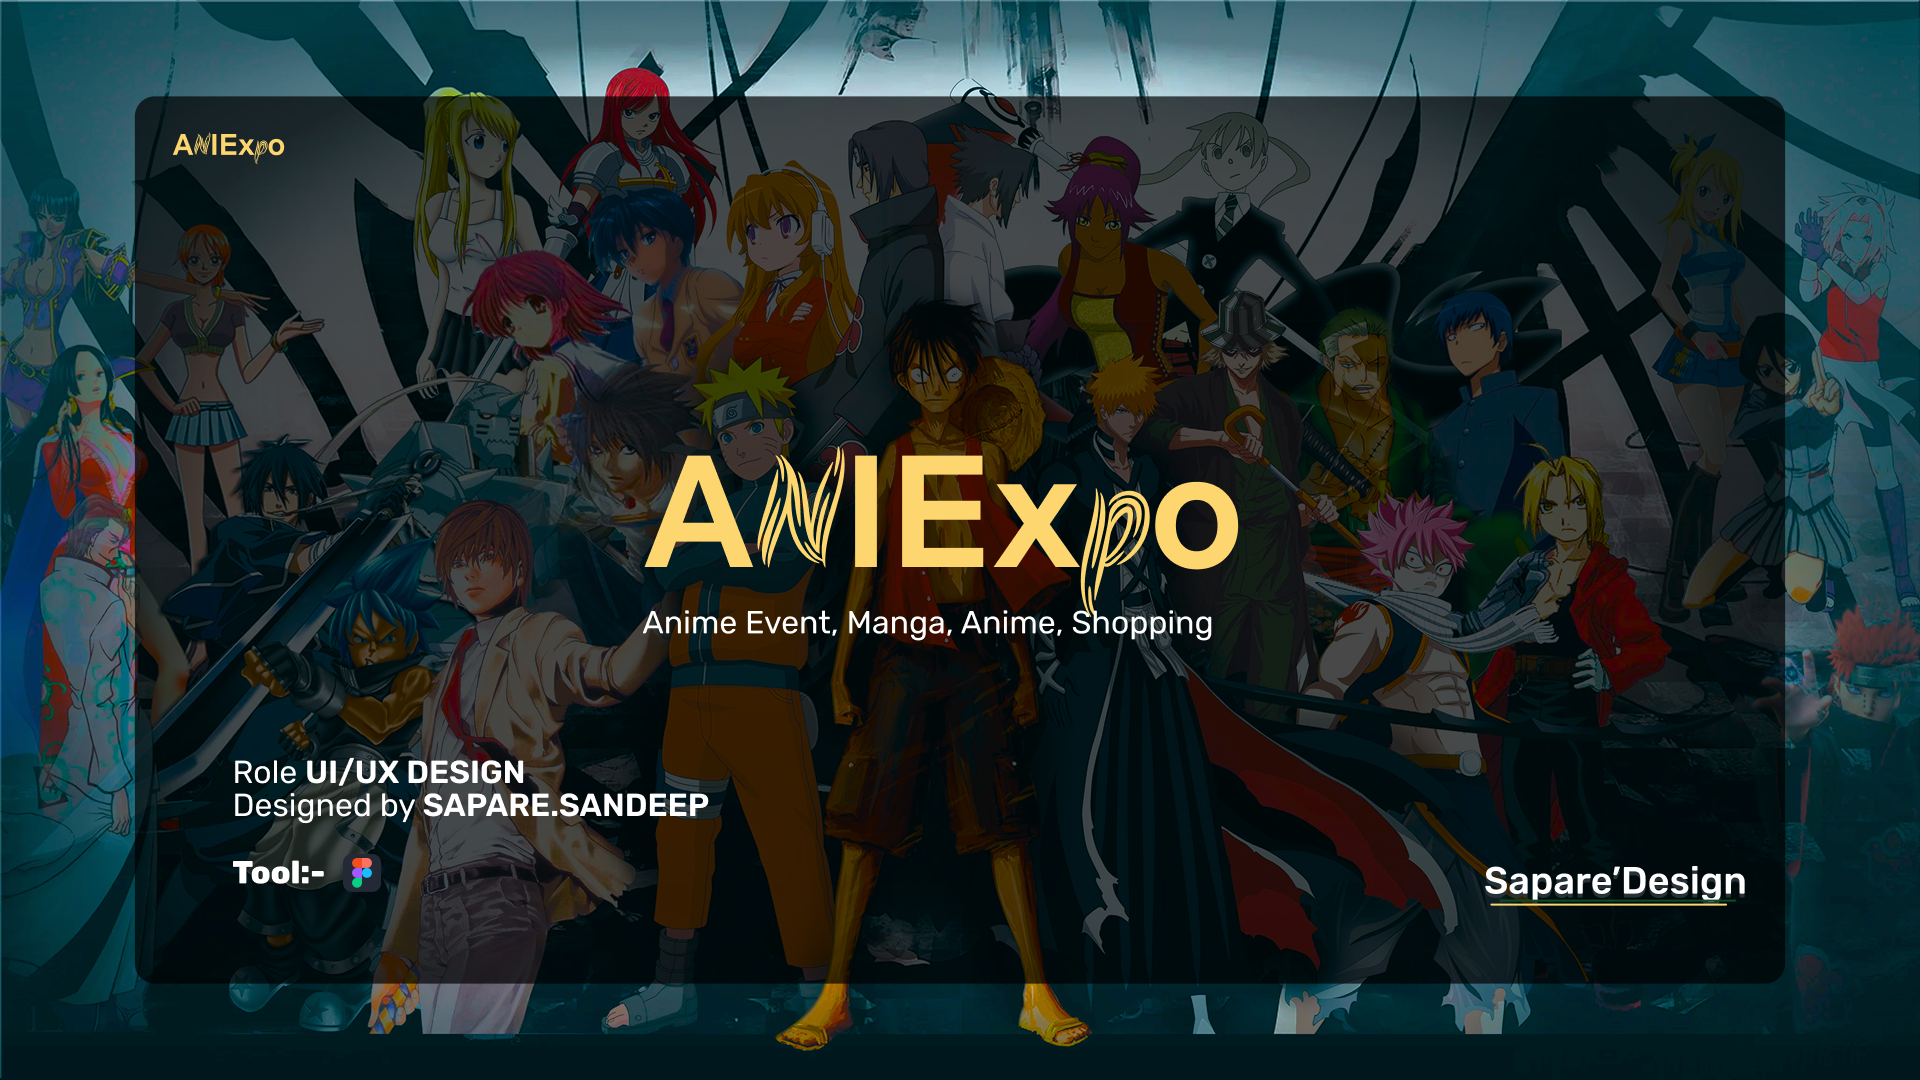 ANIExpo
ANIExpo
Anime Event, Manga, Anime, Shopping
Role UI/UX DESIGN
Designed by SAPARE.SANDEEP
Tool:-
Sapare’Design